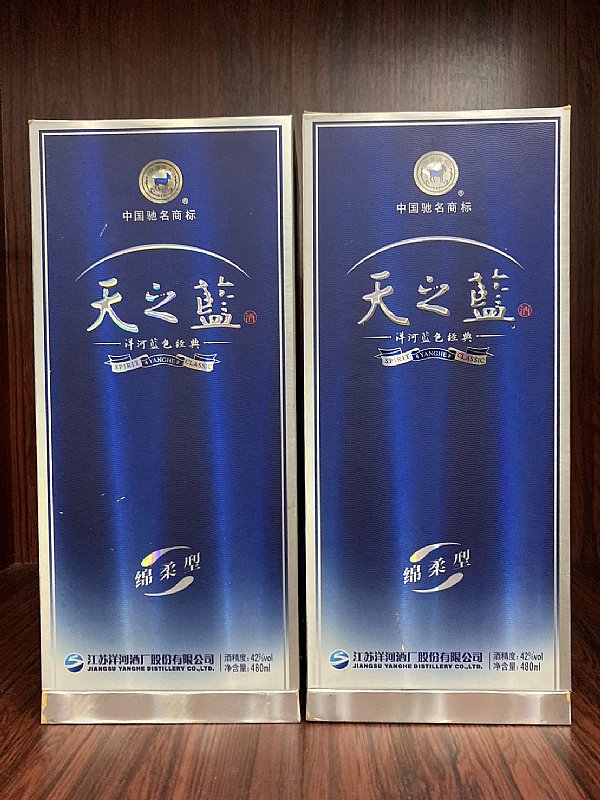 ®
中国驰名商标
天之藍 酒
洋河蓝色经典
SPIRIT YANGHE CLASSIC
绵柔型
江苏洋河酒厂股份有限公司
JIANGSU YANGHE DISTILLERY CO.,LTD.
酒精度:42%vol
净含量:480ml
®
中国驰名商标
天之藍 酒
洋河蓝色经典
SPIRIT YANGHE CLASSIC
绵柔型
江苏洋河酒厂股份有限公司
JIANGSU YANGHE DISTILLERY CO.,LTD.
酒精度:42%vol
净含量:480ml